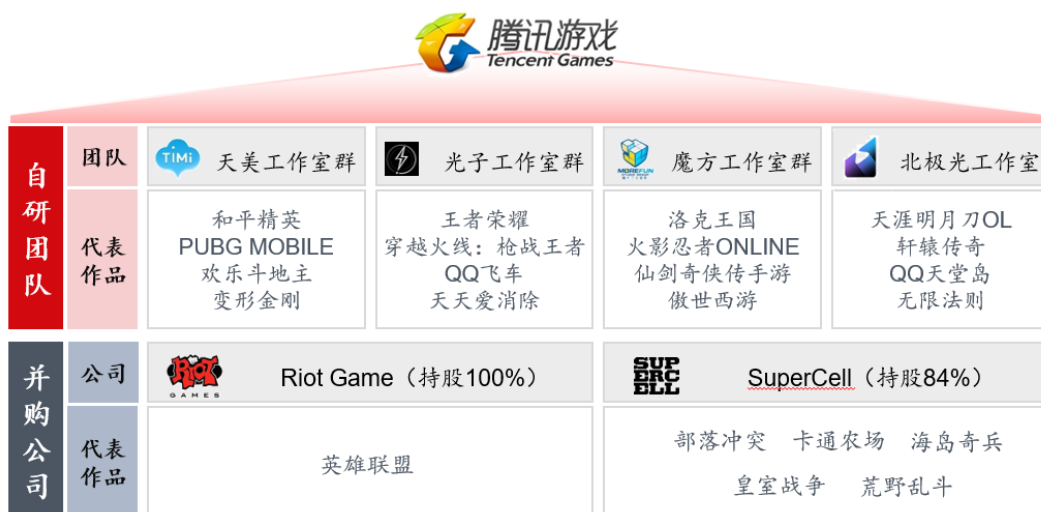 腾讯游戏
Tencent Games
自研团队
团队
TiMi
天美工作室群
光子工作室群
MOREFUN
魔方工作室群
北极光工作室
代表作品
和平精英
PUBG MOBILE
欢乐斗地主
变形金刚
王者荣耀
穿越火线：枪战王者
QQ飞车
天天爱消除
洛克王国
火影忍者ONLINE
仙剑奇侠传手游
傲世西游
天涯明月刀OL
轩辕传奇
QQ天堂岛
无限法则
并购公司
公司
RIOT
GAMES
Riot Game（持股100%）
SUP
ERC
ELL
SuperCell（持股84%）
代表作品
英雄联盟
部落冲突 卡通农场 海岛奇兵
皇室战争 荒野乱斗